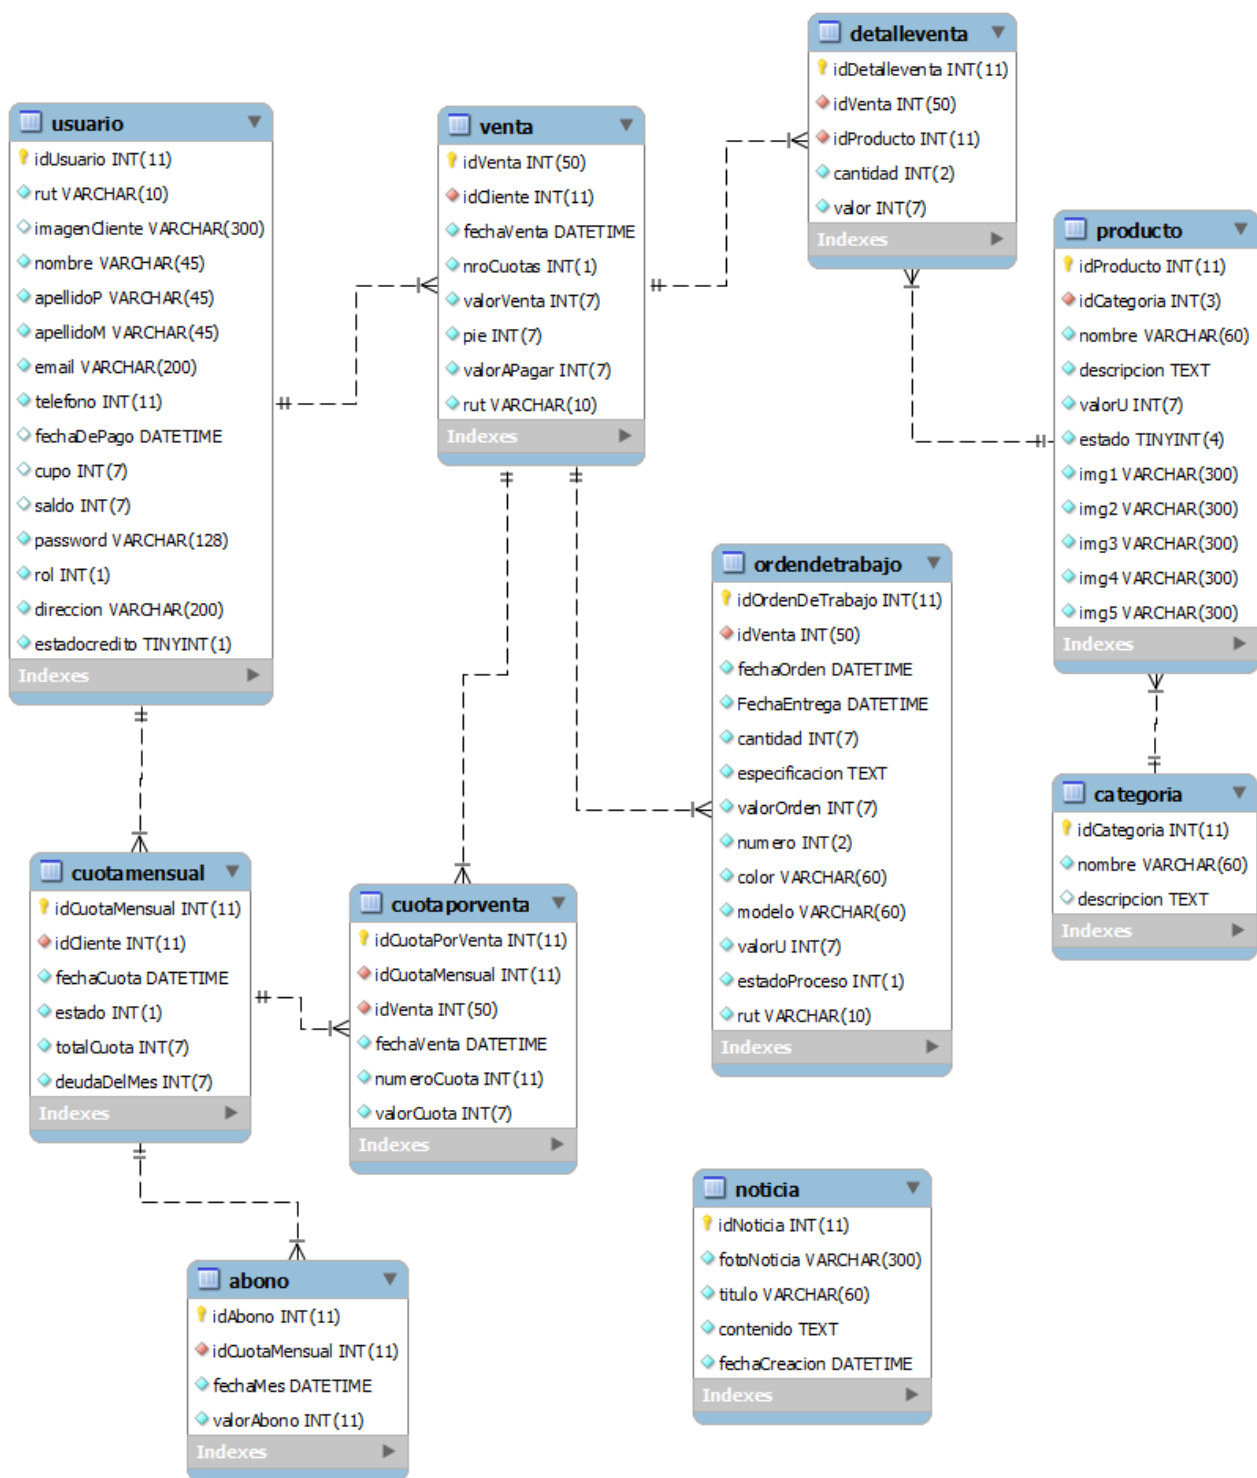 usuario
idUsuario INT(11)
rut VARCHAR(10)
imagenCliente VARCHAR(300)
nombre VARCHAR(45)
apellidoP VARCHAR(45)
apellidoM VARCHAR(45)
email VARCHAR(200)
telefono INT(11)
fechaDePago DATETIME
cupo INT(7)
saldo INT(7)
password VARCHAR(128)
rol INT(1)
direccion VARCHAR(200)
estadocredito TINYINT(1)
Indexes
venta
idVenta INT(50)
idCliente INT(11)
fechaVenta DATETIME
nroCuotas INT(1)
valorVenta INT(7)
pie INT(7)
valorAPagar INT(7)
rut VARCHAR(10)
Indexes
detalleventa
idDetalleventa INT(11)
idVenta INT(50)
idProducto INT(11)
cantidad INT(2)
valor INT(7)
Indexes
producto
idProducto INT(11)
idCategoria INT(3)
nombre VARCHAR(60)
descripcion TEXT
valorU INT(7)
estado TINYINT(4)
img1 VARCHAR(300)
img2 VARCHAR(300)
img3 VARCHAR(300)
img4 VARCHAR(300)
img5 VARCHAR(300)
Indexes
ordendetrabajo
idOrdenDeTrabajo INT(11)
idVenta INT(50)
fechaOrden DATETIME
FechaEntrega DATETIME
cantidad INT(7)
especificacion TEXT
valorOrden INT(7)
numero INT(2)
color VARCHAR(60)
modelo VARCHAR(60)
valorU INT(7)
estadoProceso INT(1)
rut VARCHAR(10)
Indexes
categoria
idCategoria INT(11)
nombre VARCHAR(60)
descripcion TEXT
Indexes
cuotamensual
idCuotaMensual INT(11)
idCliente INT(11)
fechaCuota DATETIME
estado INT(1)
totalCuota INT(7)
deudaDelMes INT(7)
Indexes
cuotaporventa
idCuotaPorVenta INT(11)
idCuotaMensual INT(11)
idVenta INT(50)
fechaVenta DATETIME
numeroCuota INT(11)
valorCuota INT(7)
Indexes
noticia
idNoticia INT(11)
fotoNoticia VARCHAR(300)
titulo VARCHAR(60)
contenido TEXT
fechaCreacion DATETIME
Indexes
abono
idAbono INT(11)
idCuotaMensual INT(11)
fechaMes DATETIME
valorAbono INT(11)
Indexes